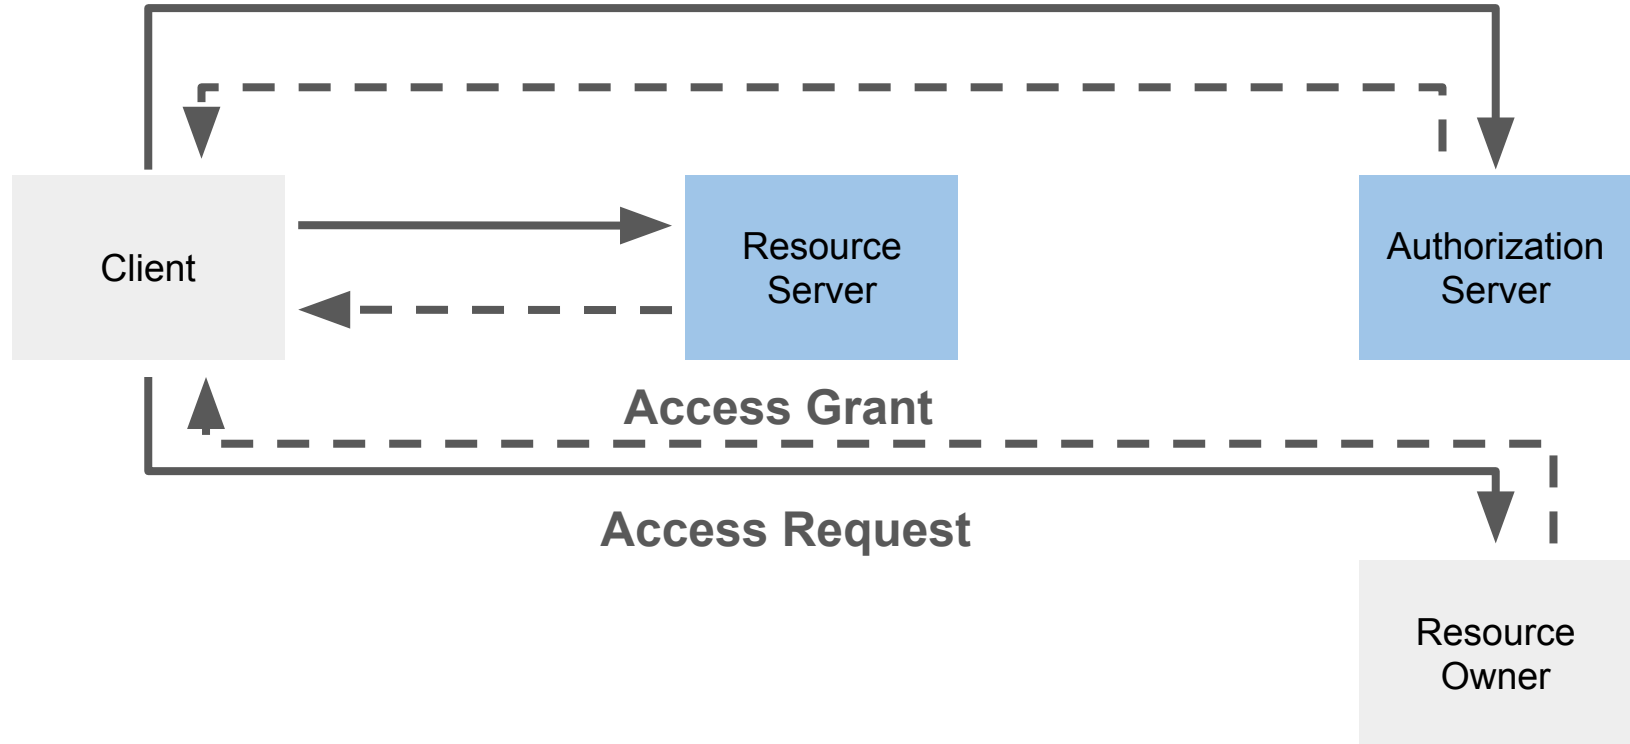 Client
Resource
Server
Authorization
Server
Access Grant
Access Request
Resource
Owner